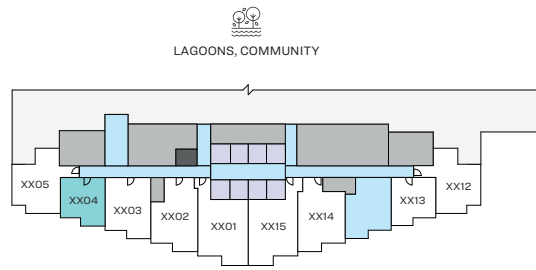 LAGOONS, COMMUNITY
XX05
XX04
XX03
XX02
XX01
XX15
XX14
XX13
XX12